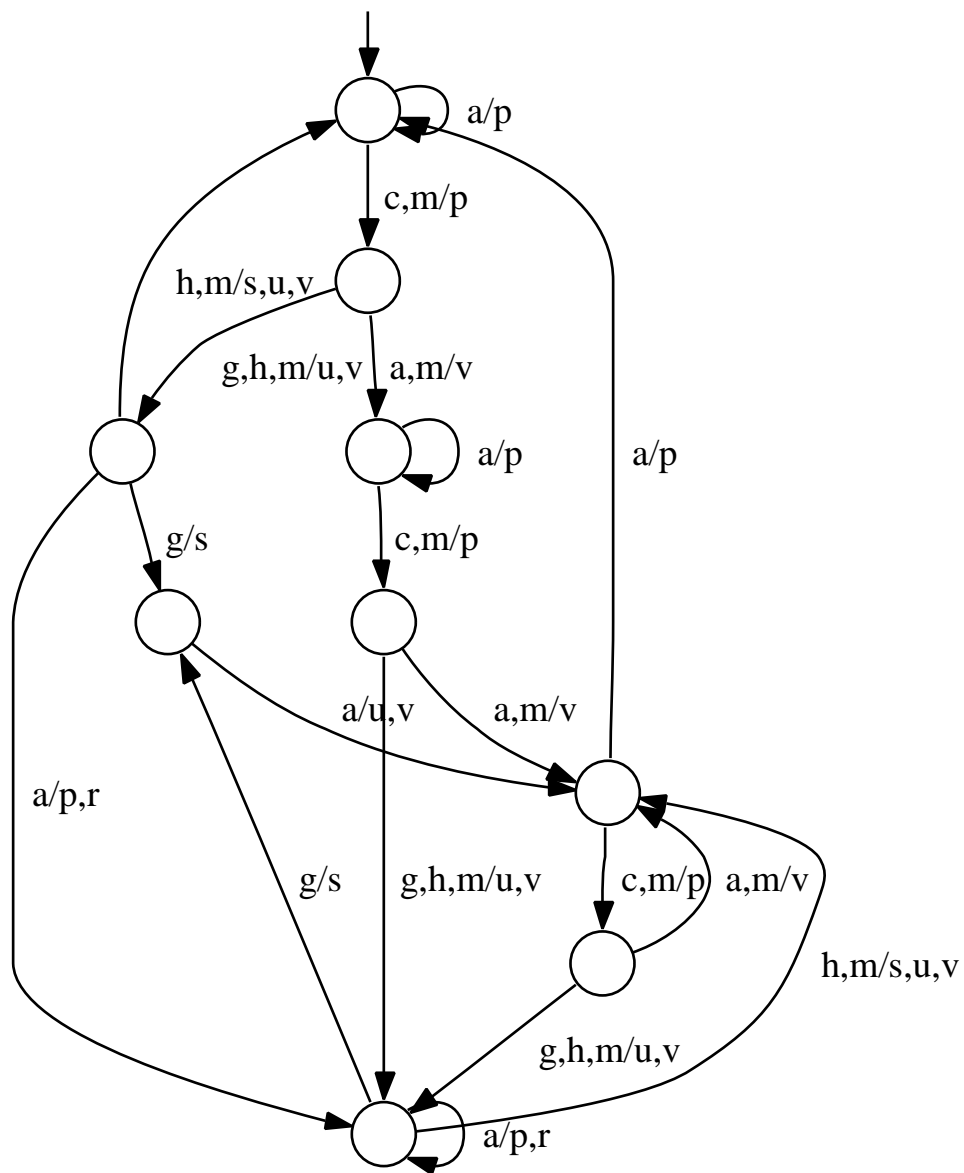 a/p
c,m/p
h,m/s,u,v
g,h,m/u,v
a,m/v
a/p
a/p
g/s
c,m/p
a/u,v
a,m/v
a/p,r
g/s
g,h,m/u,v
c,m/p
a,m/v
h,m/s,u,v
g,h,m/u,v
a/p,r